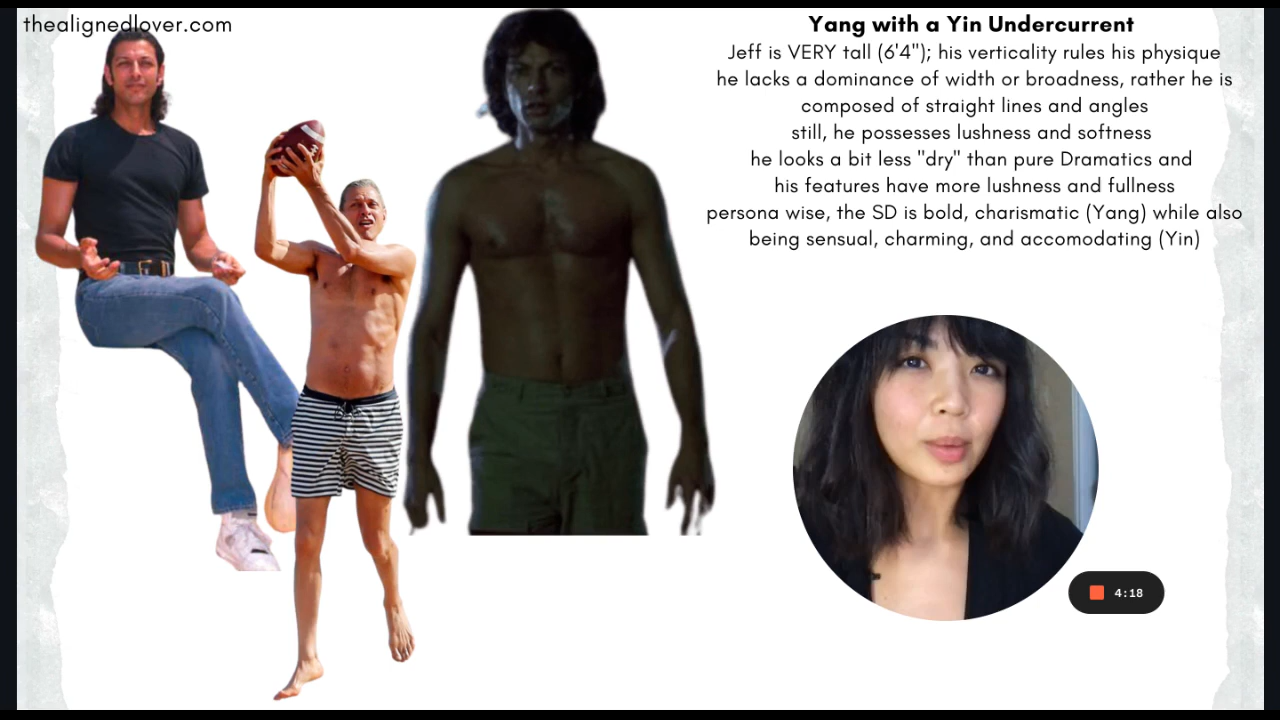 thealignedlover.com
Yang with a Yin Undercurrent
Jeff is VERY tall (6'4"); his verticality rules his physique
he lacks a dominance of width or broadness, rather he is
composed of straight lines and angles
still, he possesses lushness and softness
he looks a bit less "dry" than pure Dramatics and
his features have more lushness and fullness
persona wise, the SD is bold, charismatic (Yang) while also
being sensual, charming, and accomodating (Yin)
4:18